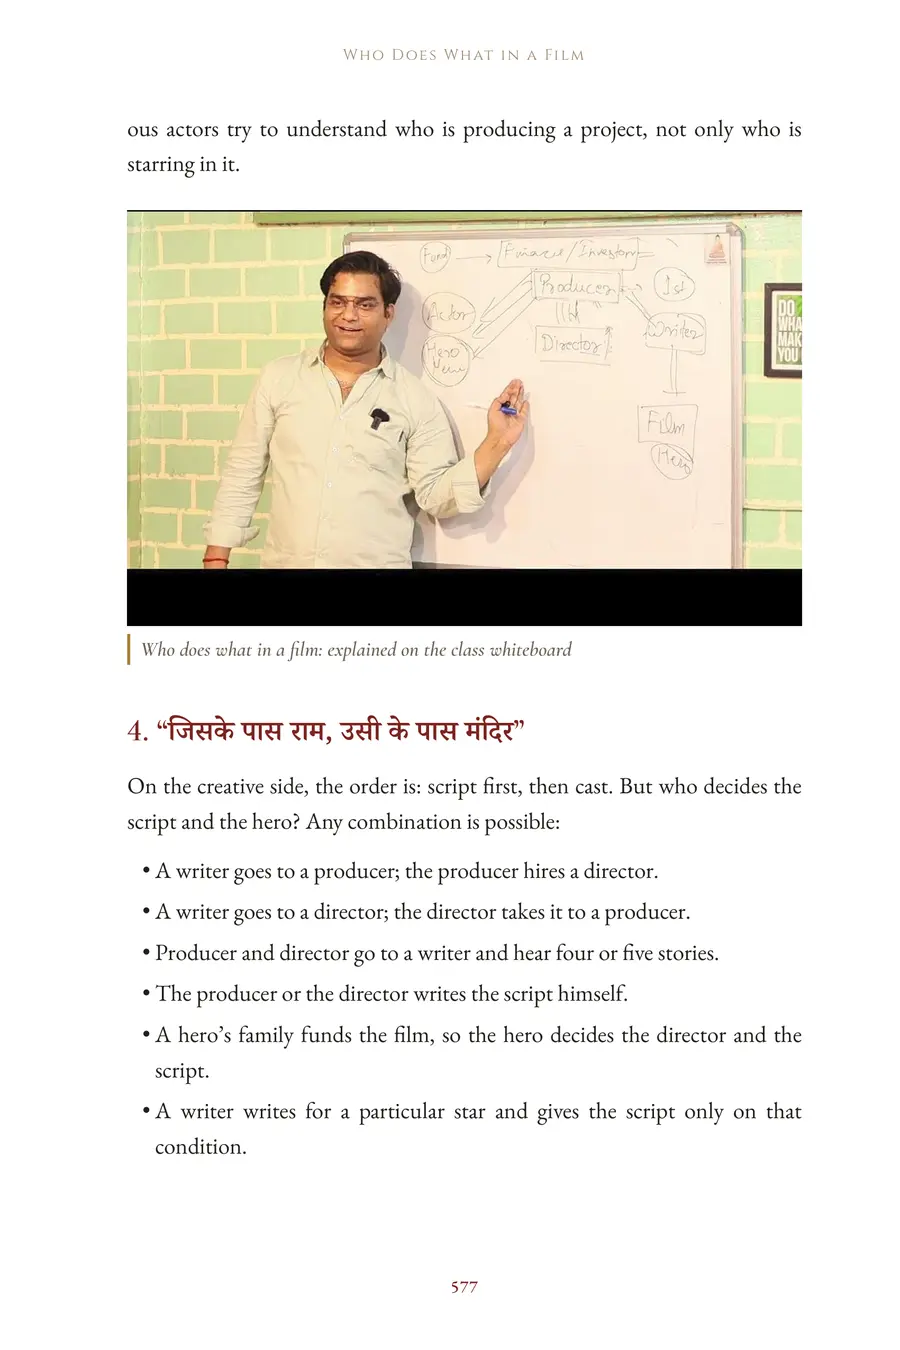 WHO DOES WHAT IN A FILM
ous actors try to understand who is producing a project, not only who is
starring in it.
Fund
Finance/Investor
Producer
1st
Actor
Writer
Hero
Director
DO
WHA
MAK
YOU
Film
Hero
Who does what in a film: explained on the class whiteboard
4. “जिसके पास राम, उसी के पास मंदिर”
On the creative side, the order is: script first, then cast. But who decides the
script and the hero? Any combination is possible:
• A writer goes to a producer; the producer hires a director.
• A writer goes to a director; the director takes it to a producer.
• Producer and director go to a writer and hear four or five stories.
• The producer or the director writes the script himself.
• A hero’s family funds the film, so the hero decides the director and the
script.
• A writer writes for a particular star and gives the script only on that
condition.
577